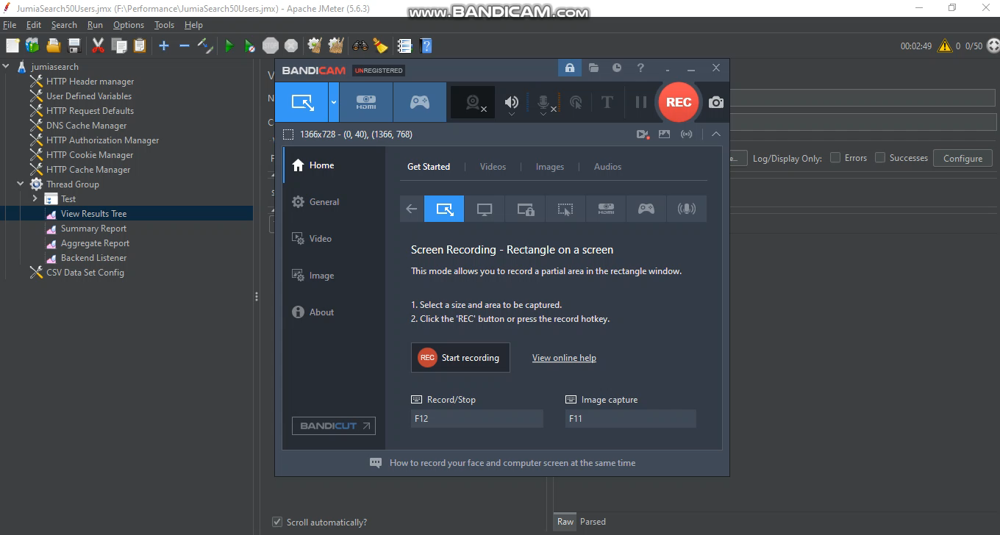 JumiaSearch50Users.jmx (F:\Performance\JumiaSearch50Users.jmx) - Apache JMeter (5.6.3)
www.BANDICAM.com
File Edit Search Run Options Tools Help
00:02:49 0 0/50
jumiasearch
HTTP Header manager
User Defined Variables
HTTP Request Defaults
DNS Cache Manager
HTTP Authorization Manager
HTTP Cookie Manager
HTTP Cache Manager
Thread Group
Test
View Results Tree
Summary Report
Aggregate Report
Backend Listener
CSV Data Set Config
Log/Display Only: Errors Successes Configure
BANDICAM UNREGISTERED
HDMI
REC
1366x728 - (0, 40), (1366, 768)
Home
General
Video
Image
About
BANDICUT
Get Started Videos Images Audios
HDMI
Screen Recording - Rectangle on a screen
This mode allows you to record a partial area in the rectangle window.
1. Select a size and area to be captured.
2. Click the 'REC' button or press the record hotkey.
REC Start recording View online help
Record/Stop Image capture
F12 F11
How to record your face and computer screen at the same time
Scroll automatically?
Raw Parsed